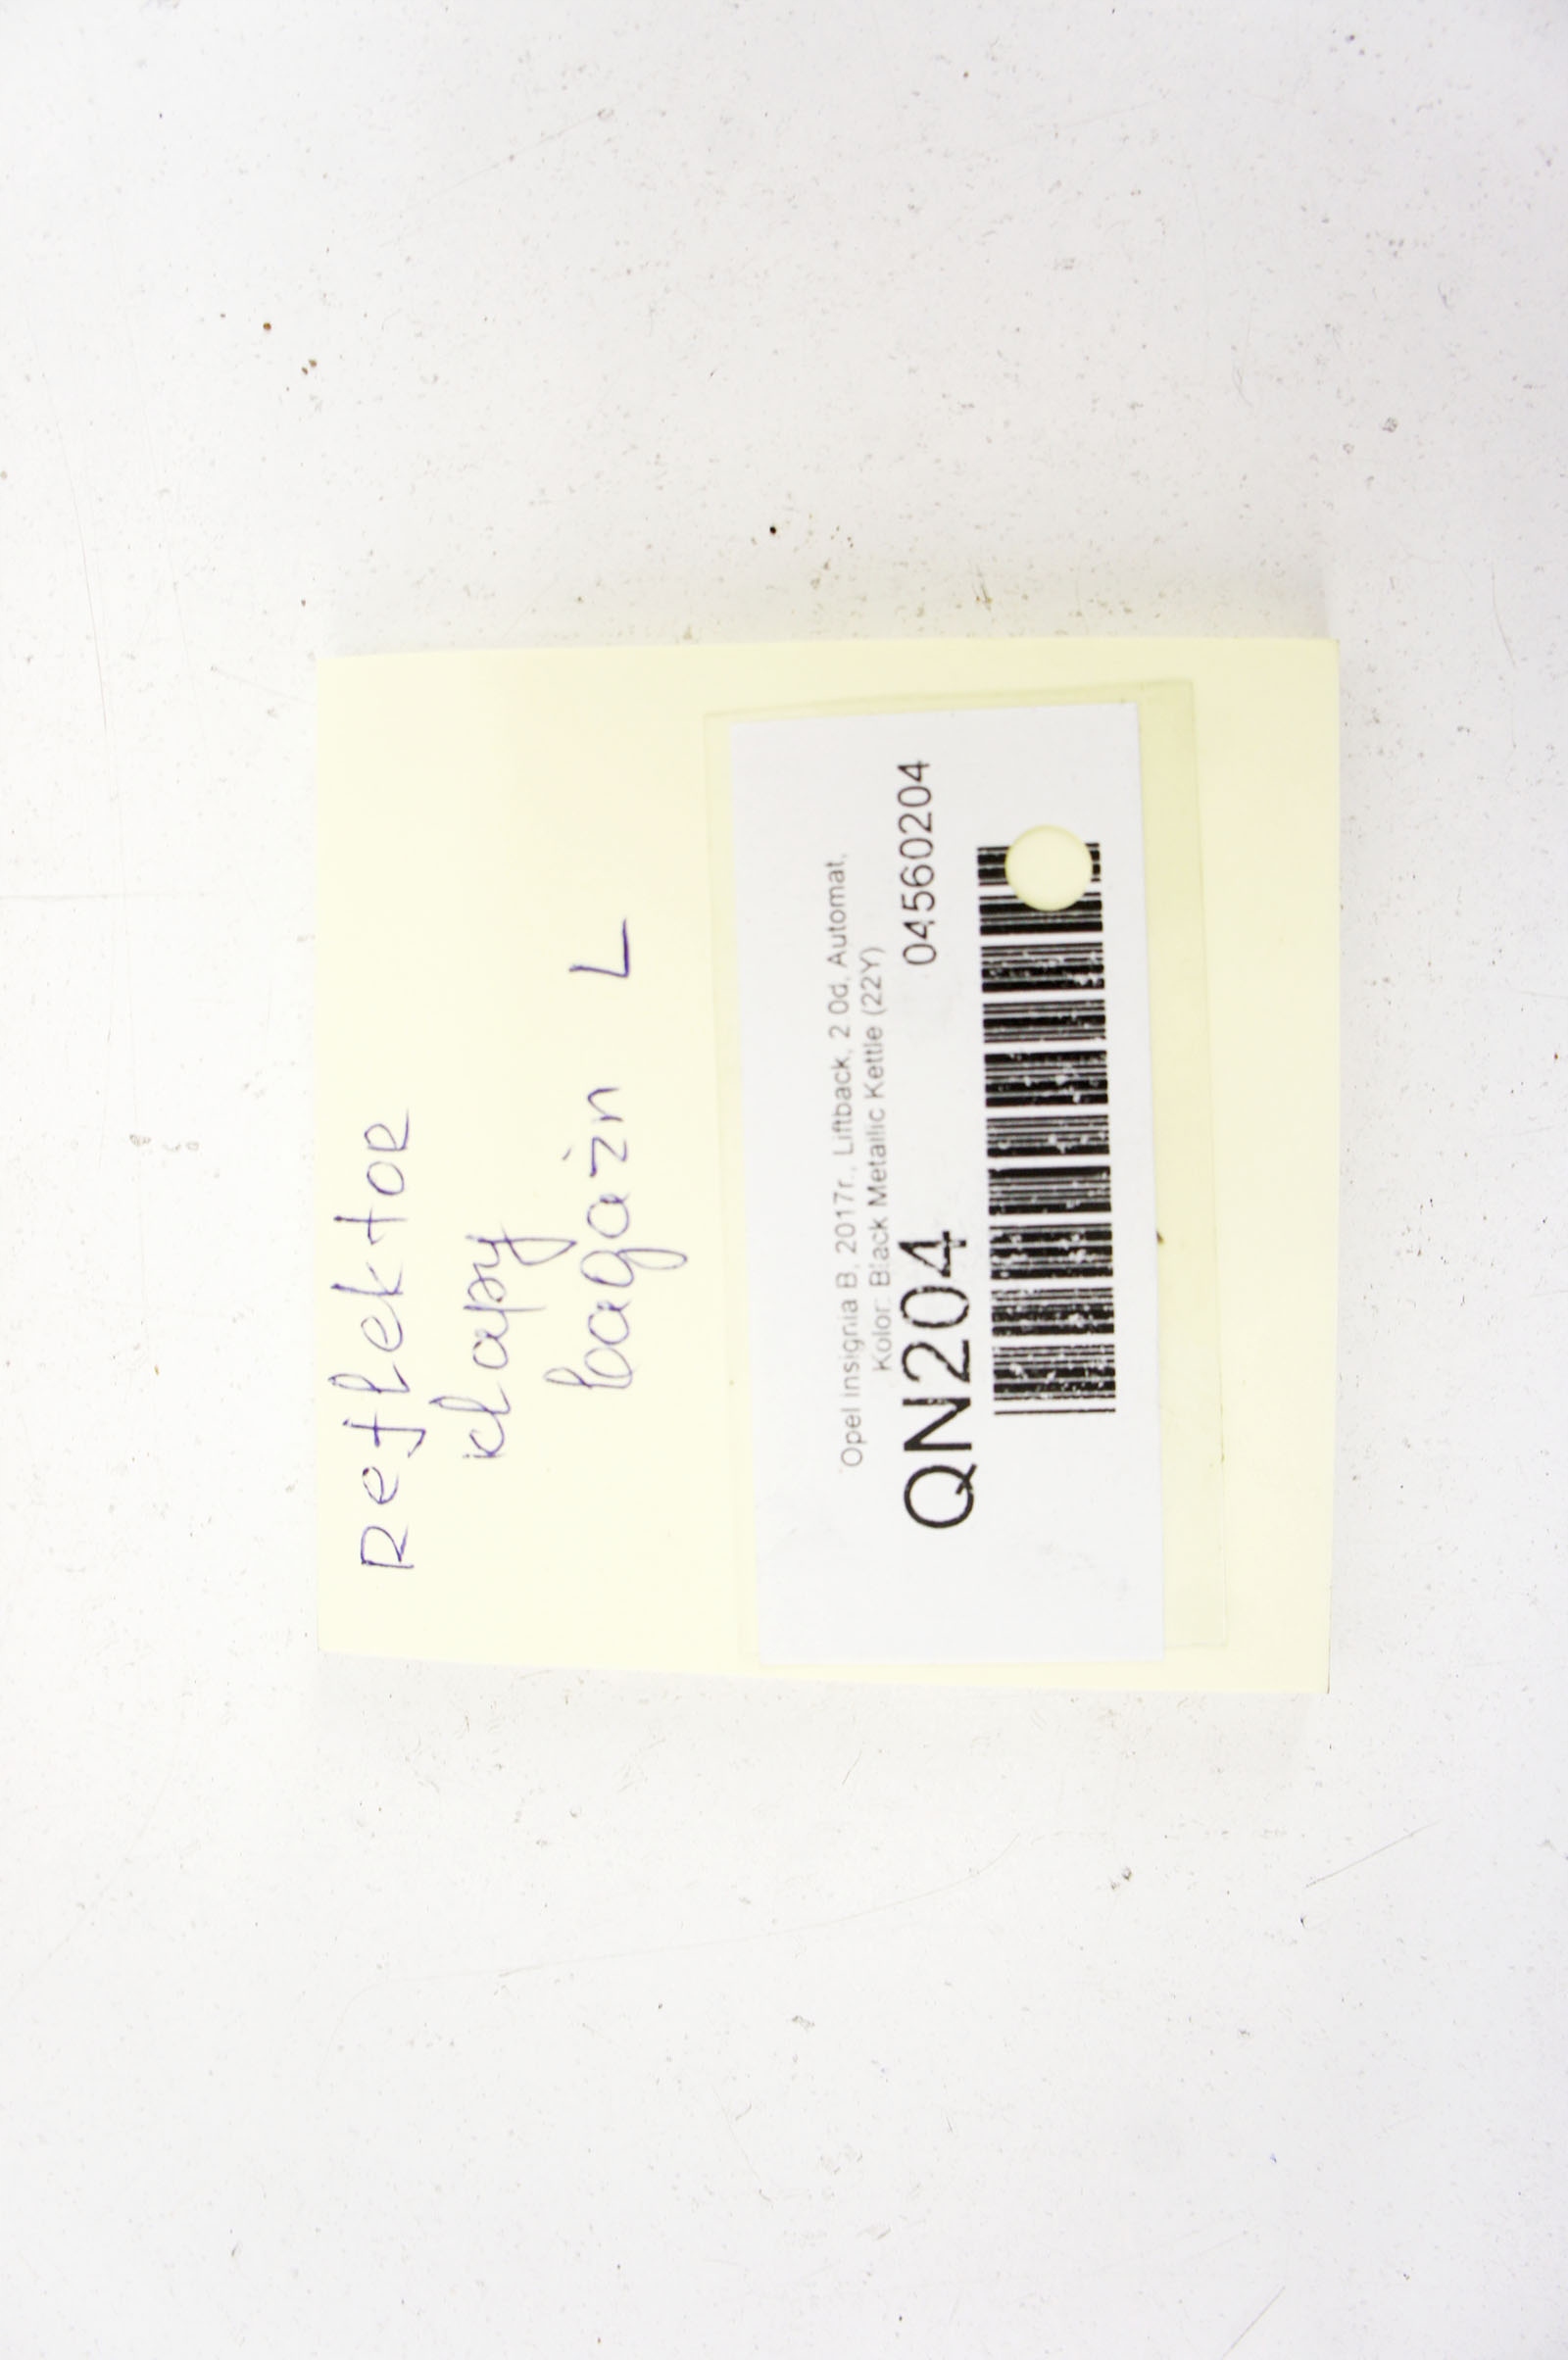 Reflektor
klapy
bagażn L
Opel Insignia B, 2017r., Liftback, 2.0d, Automat,
Kolor: Black Metallic Kettle (22Y)
QN204 04560204